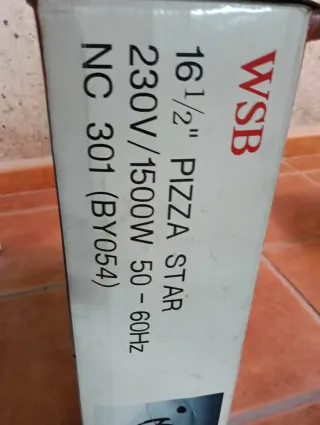 WSB
16 1/2" PIZZA STAR
230V/1500W 50 - 60Hz
NC 301 (BY054)